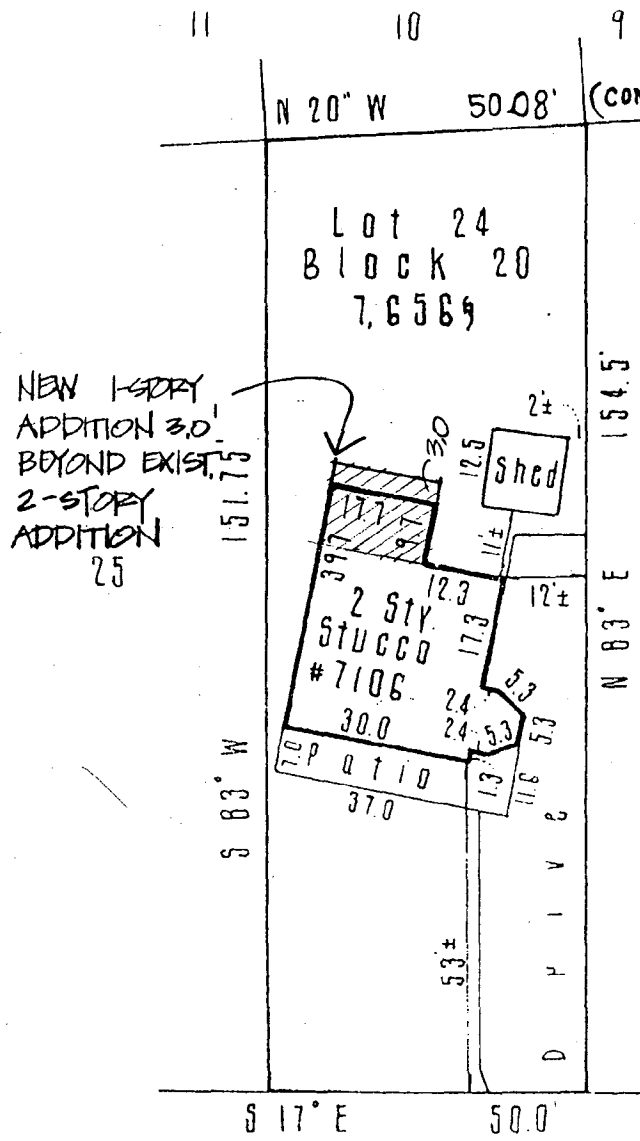 11 10 9
N 20" W 50.08' (CON
Lot 24
Block 20
7,656
NEW 1-STORY
ADDITION 3.0'
BEYOND EXIST.
2-STORY
ADDITION
25
151.75
S 83° W
154.5'
N 83° E
2'±
12.5
Shed
11'±
12'±
3.0
17.7
9.7
39.7
12.3
17.3
2 Sty.
Stucco
#7106
30.0
2.4
2.4
5.3
5.3
5.3
7.0
Patio
1.3
11.6
37.0
53'±
Drive
S 17° E 50.0'